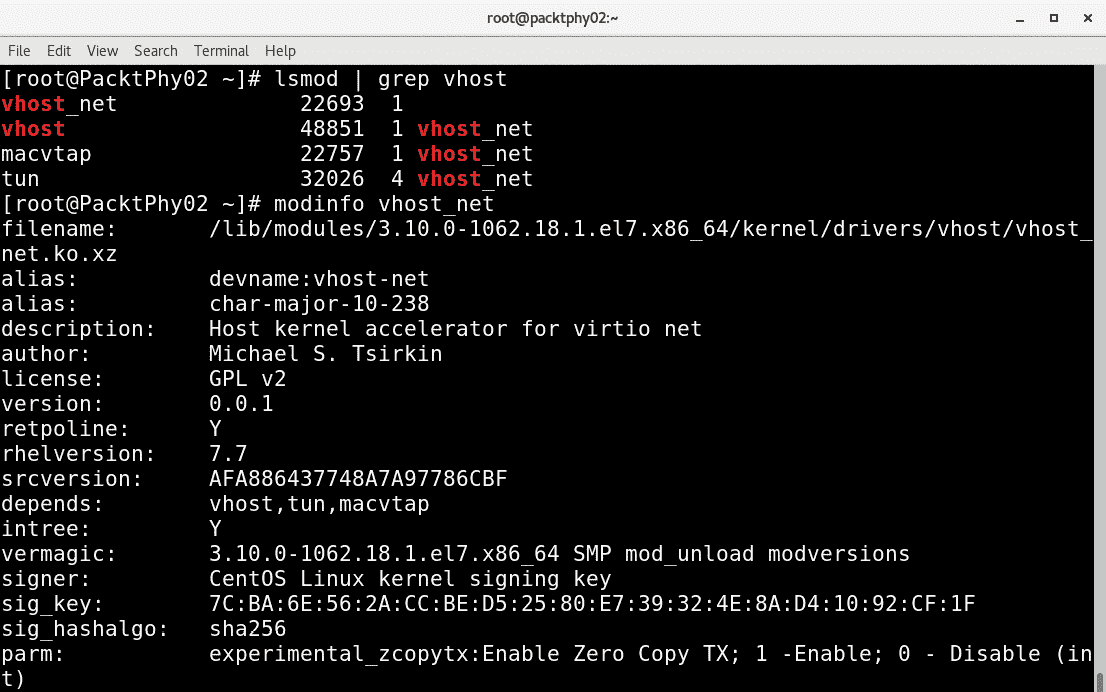 root@packtphy02:~
File Edit View Search Terminal Help
[root@PacktPhy02 ~]# lsmod | grep vhost
vhost_net              22693  1
vhost                  48851  1 vhost_net
macvtap                22757  1 vhost_net
tun                    32026  4 vhost_net
[root@PacktPhy02 ~]# modinfo vhost_net
filename:       /lib/modules/3.10.0-1062.18.1.el7.x86_64/kernel/drivers/vhost/vhost_
net.ko.xz
alias:          devname:vhost-net
alias:          char-major-10-238
description:    Host kernel accelerator for virtio net
author:         Michael S. Tsirkin
license:        GPL v2
version:        0.0.1
retpoline:      Y
rhelversion:    7.7
srcversion:     AFA886437748A7A97786CBF
depends:        vhost,tun,macvtap
intree:         Y
vermagic:       3.10.0-1062.18.1.el7.x86_64 SMP mod_unload modversions
signer:         CentOS Linux kernel signing key
sig_key:        7C:BA:6E:56:2A:CC:BE:D5:25:80:E7:39:32:4E:8A:D4:10:92:CF:1F
sig_hashalgo:   sha256
parm:           experimental_zcopytx:Enable Zero Copy TX; 1 -Enable; 0 - Disable (in
t)